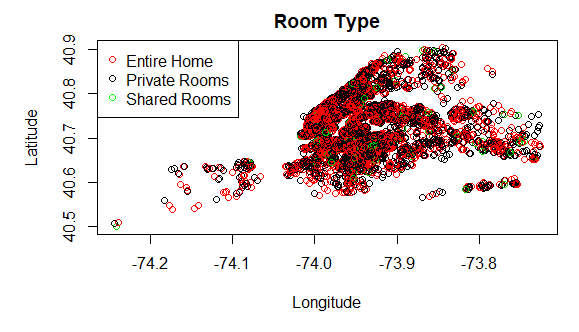 Room Type
Entire Home
Private Rooms
Shared Rooms
Latitude
40.9
40.8
40.7
40.6
40.5
-74.2
-74.1
-74.0
-73.9
-73.8
Longitude